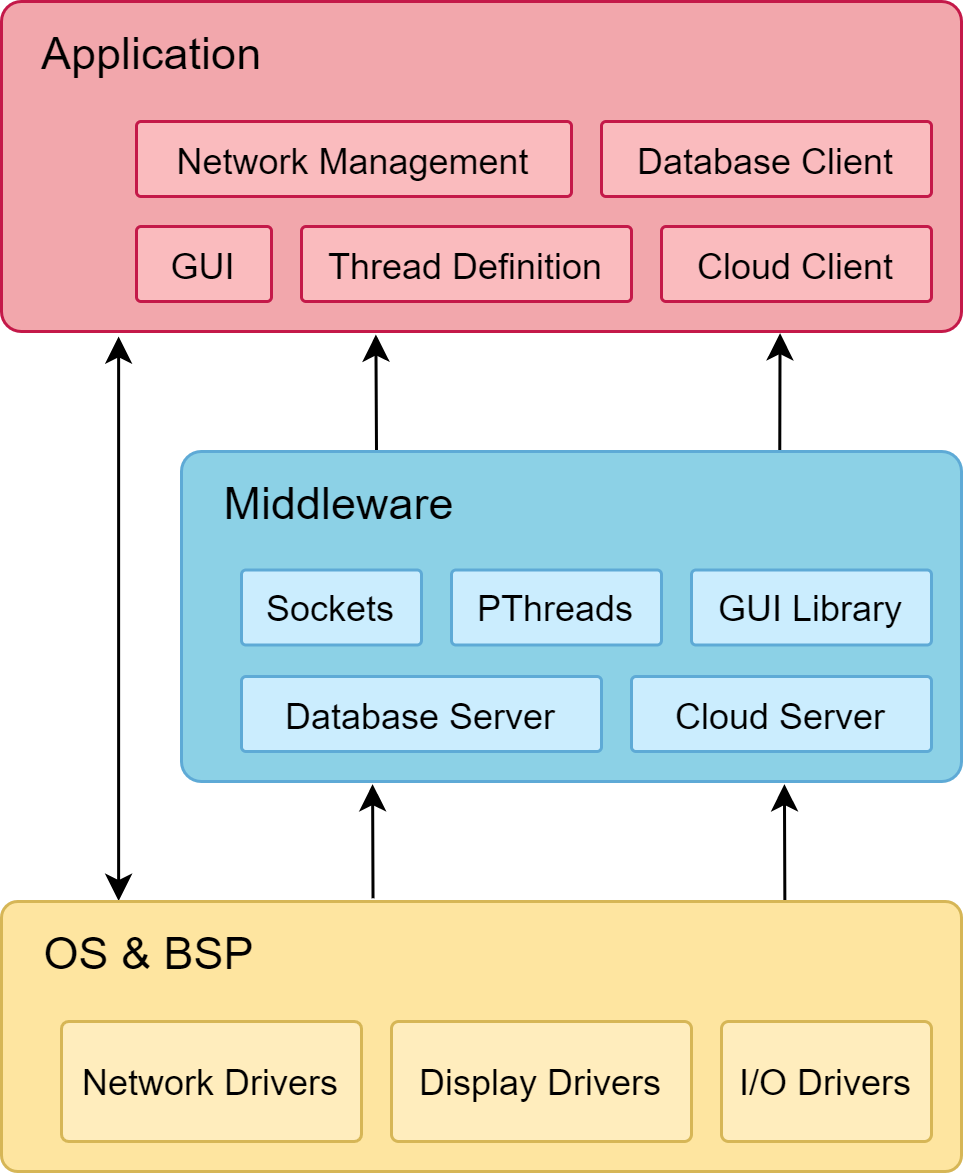 Application
Network Management
Database Client
GUI
Thread Definition
Cloud Client
Middleware
Sockets
PThreads
GUI Library
Database Server
Cloud Server
OS & BSP
Network Drivers
Display Drivers
I/O Drivers